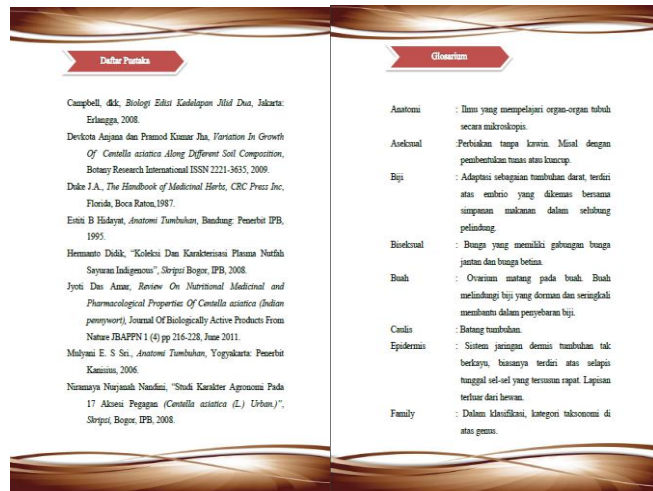 Daftar Pustaka
Campbell, dkk, Biologi Edisi Kedelapan Jilid Dua, Jakarta:
Erlangga, 2008.
Devkota Anjana dan Pramod Kumar Jha, Variation In Growth
Of Centella asiatica Along Different Soil Composition,
Botany Research International ISSN 2221-3635, 2009.
Duke J.A., The Handbook of Medicinal Herbs, CRC Press Inc,
Florida, Boca Raton,1987.
Estiti B Hidayat, Anatomi Tumbuhan, Bandung: Penerbit IPB,
1995.
Hermanto Didik, “Koleksi Dan Karakterisasi Plasma Nutfah
Sayuran Indigenous”, Skripsi Bogor, IPB, 2008.
Jyoti Das Amar, Review On Nutritional Medicinal and
Pharmacological Properties Of Centella asiatica (Indian
pennywort), Journal Of Biologically Active Products From
Nature JBAPPN 1 (4) pp 216-228, June 2011.
Mulyani E. S Sri., Anatomi Tumbuhan, Yogyakarta: Penerbit
Kanisius, 2006.
Niramaya Nurjanah Nandini, “Studi Karakter Agronomi Pada
17 Aksesi Pegagan (Centella asiatica (L.) Urban.)”,
Skripsi, Bogor, IPB, 2008.
Glosarium
Anatomi : Ilmu yang mempelajari organ-organ tubuh
secara mikroskopis.
Aseksual :Perbiakan tanpa kawin. Misal dengan
pembentukan tunas atau kuncup.
Biji : Adaptasi sebagaian tumbuhan darat, terdiri
atas embrio yang dikemas bersama
simpanan makanan dalam selubung
pelindung.
Biseksual : Bunga yang memiliki gabungan bunga
jantan dan bunga betina.
Buah : Ovarium matang pada buah. Buah
melindungi biji yang dorman dan seringkali
membantu dalam penyebaran biji.
Caulis : Batang tumbuhan.
Epidermis : Sistem jaringan dermis tumbuhan tak
berkayu, biasanya terdiri atas selapis
tunggal sel-sel yang tersusun rapat. Lapisan
terluar dari hewan.
Family : Dalam klasifikasi, kategori taksonomi di
atas genus.